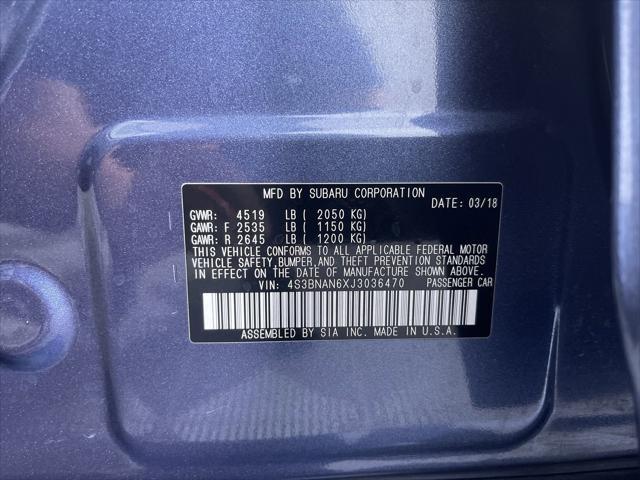 MFD BY SUBARU CORPORATION
DATE: 03/18
GVWR: 4519 LB ( 2050 KG)
GAWR: F 2535 LB ( 1150 KG)
GAWR: R 2645 LB ( 1200 KG)
THIS VEHICLE CONFORMS TO ALL APPLICABLE FEDERAL MOTOR
VEHICLE SAFETY,BUMPER,AND THEFT PREVENTION STANDARDS
IN EFFECT ON THE DATE OF MANUFACTURE SHOWN ABOVE.
VIN: 4S3BNAN6XJ3036470 PASSENGER CAR
ASSEMBLED BY SIA INC. MADE IN U.S.A.